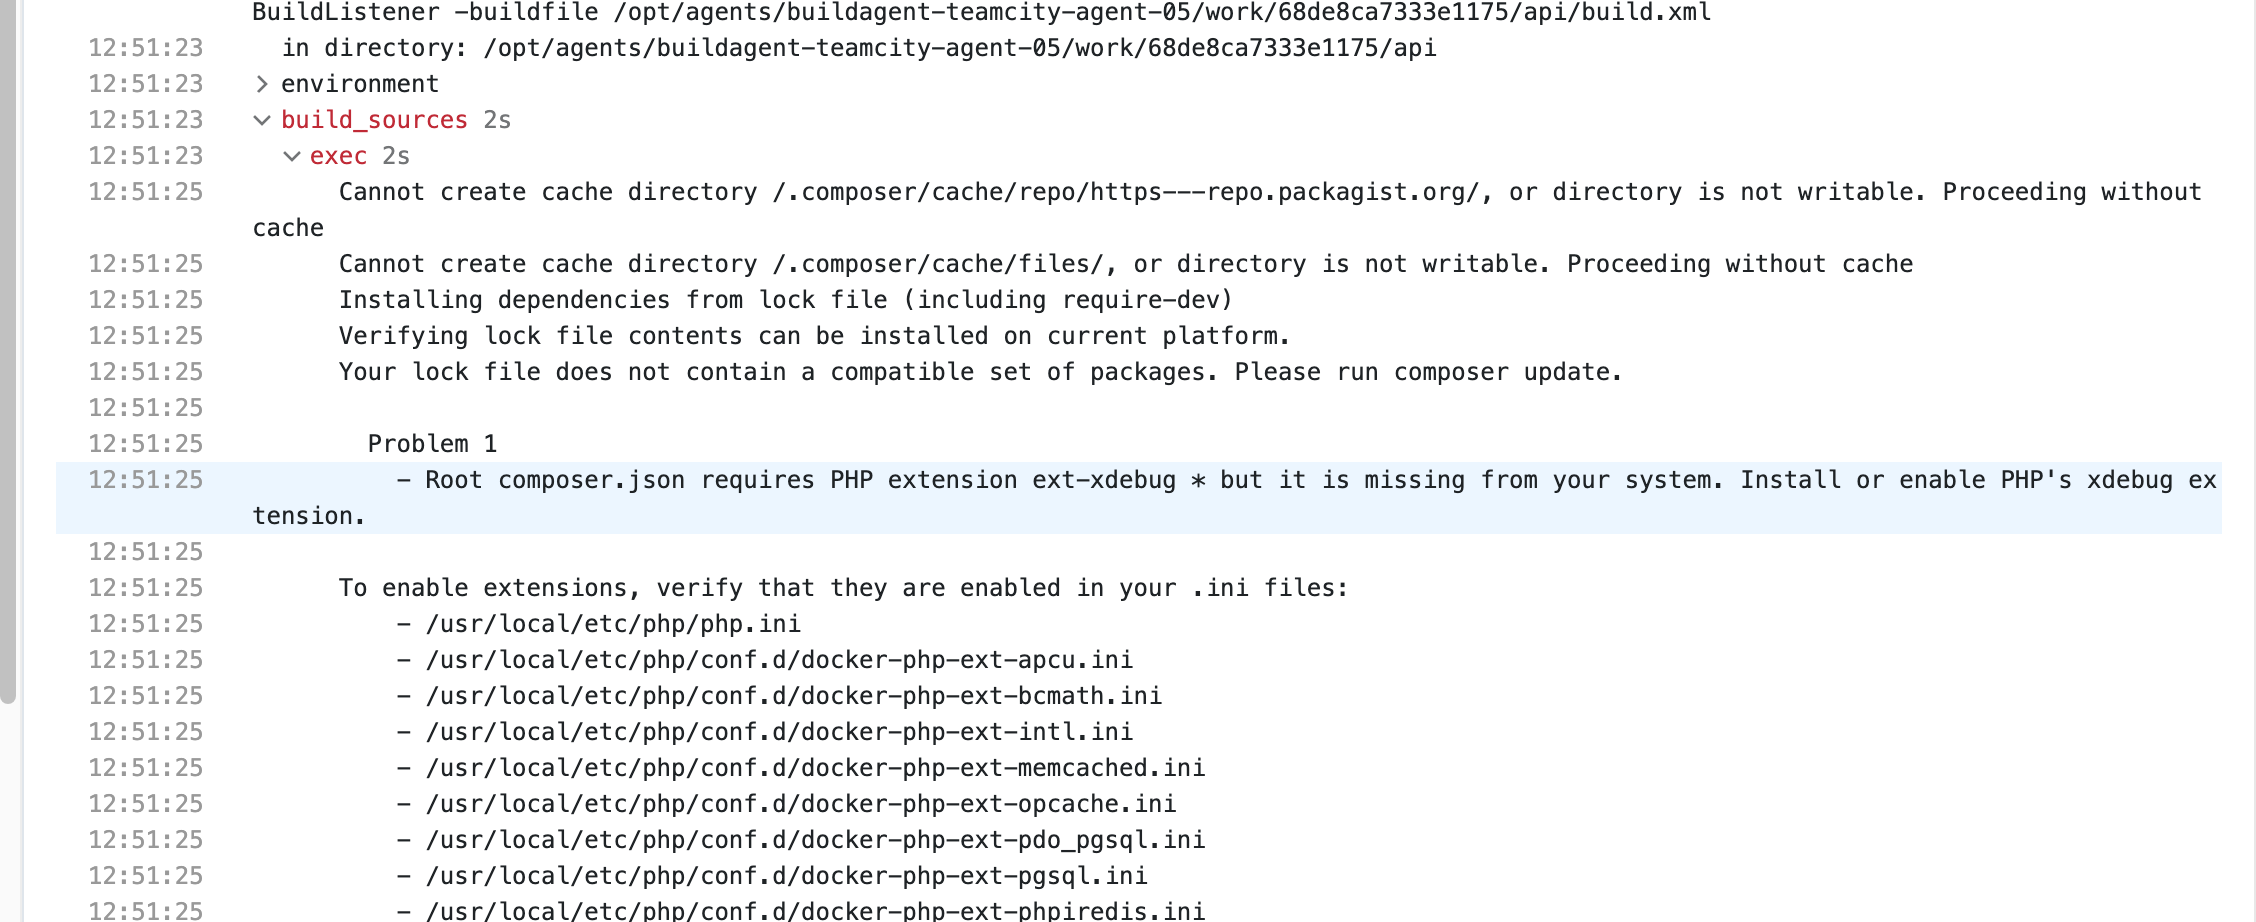 BuildListener -buildfile /opt/agents/buildagent-teamcity-agent-05/work/68de8ca7333e1175/api/build.xml
12:51:23 in directory: /opt/agents/buildagent-teamcity-agent-05/work/68de8ca7333e1175/api
12:51:23 environment
12:51:23 build_sources 2s
12:51:23 exec 2s
12:51:25 Cannot create cache directory /.composer/cache/repo/https---repo.packagist.org/, or directory is not writable. Proceeding without
cache
12:51:25 Cannot create cache directory /.composer/cache/files/, or directory is not writable. Proceeding without cache
12:51:25 Installing dependencies from lock file (including require-dev)
12:51:25 Verifying lock file contents can be installed on current platform.
12:51:25 Your lock file does not contain a compatible set of packages. Please run composer update.
12:51:25
12:51:25 Problem 1
12:51:25 - Root composer.json requires PHP extension ext-xdebug * but it is missing from your system. Install or enable PHP's xdebug ex
tension.
12:51:25
12:51:25 To enable extensions, verify that they are enabled in your .ini files:
12:51:25 - /usr/local/etc/php/php.ini
12:51:25 - /usr/local/etc/php/conf.d/docker-php-ext-apcu.ini
12:51:25 - /usr/local/etc/php/conf.d/docker-php-ext-bcmath.ini
12:51:25 - /usr/local/etc/php/conf.d/docker-php-ext-intl.ini
12:51:25 - /usr/local/etc/php/conf.d/docker-php-ext-memcached.ini
12:51:25 - /usr/local/etc/php/conf.d/docker-php-ext-opcache.ini
12:51:25 - /usr/local/etc/php/conf.d/docker-php-ext-pdo_pgsql.ini
12:51:25 - /usr/local/etc/php/conf.d/docker-php-ext-pgsql.ini
12:51:25 - /usr/local/etc/php/conf.d/docker-php-ext-phpiredis.ini